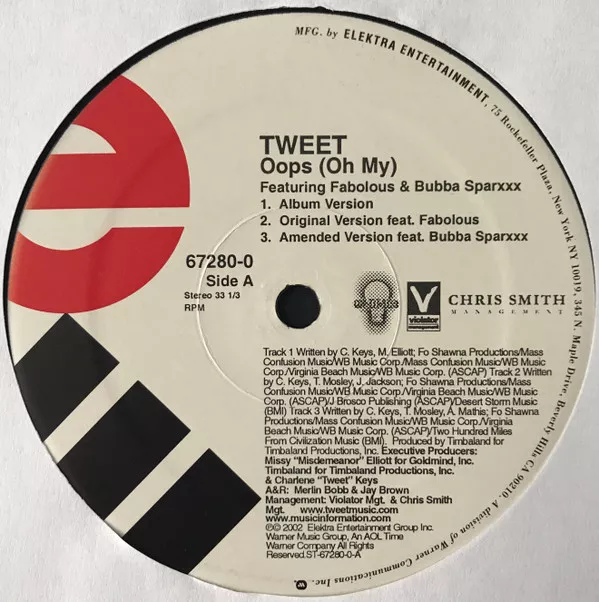 MFG. by ELEKTRA ENTERTAINMENT, 75 Rockefeller Plaza, New York NY 10019. 345 N. Maple Drive, Beverly Hills CA 90210. A division of Warner Communications Inc.
TWEET
Oops (Oh My)
Featuring Fabolous & Bubba Sparxxx
1. Album Version
2. Original Version feat. Fabolous
3. Amended Version feat. Bubba Sparxxx
67280-0
Side A
Stereo 33 1/3
RPM
violator
CHRIS SMITH
MANAGEMENT
Track 1 Written by C. Keys, M. Elliott; Fo Shawna Productions/Mass
Confusion Music/WB Music Corp./Mass Confusion Music/WB Music
Corp./Virginia Beach Music/WB Music Corp. (ASCAP) Track 2 Written
by C. Keys, T. Mosley, J. Jackson; Fo Shawna Productions/Mass
Confusion Music/WB Music Corp./Virginia Beach Music/WB Music
Corp. (ASCAP)/J Brosco Publishing (ASCAP)/Desert Storm Music
(BMI) Track 3 Written by C. Keys, T. Mosley, A. Mathis; Fo Shawna
Productions/Mass Confusion Music/WB Music Corp./Virginia
Beach Music/WB Music Corp. (ASCAP)/Two Hundred Miles
From Civilization Music (BMI). Produced by Timbaland for
Timbaland Productions, Inc. Executive Producers:
Missy "Misdemeanor" Elliott for Goldmind, Inc.
Timbaland for Timbaland Productions, Inc.
& Charlene "Tweet" Keys
A&R: Merlin Bobb & Jay Brown
Management: Violator Mgt. & Chris Smith
Mgt. www.tweetmusic.com
www.musicinformation.com
℗© 2002 Elektra Entertainment Group Inc.
Warner Music Group, An AOL Time
Warner Company All Rights
Reserved.ST-67280-0-A